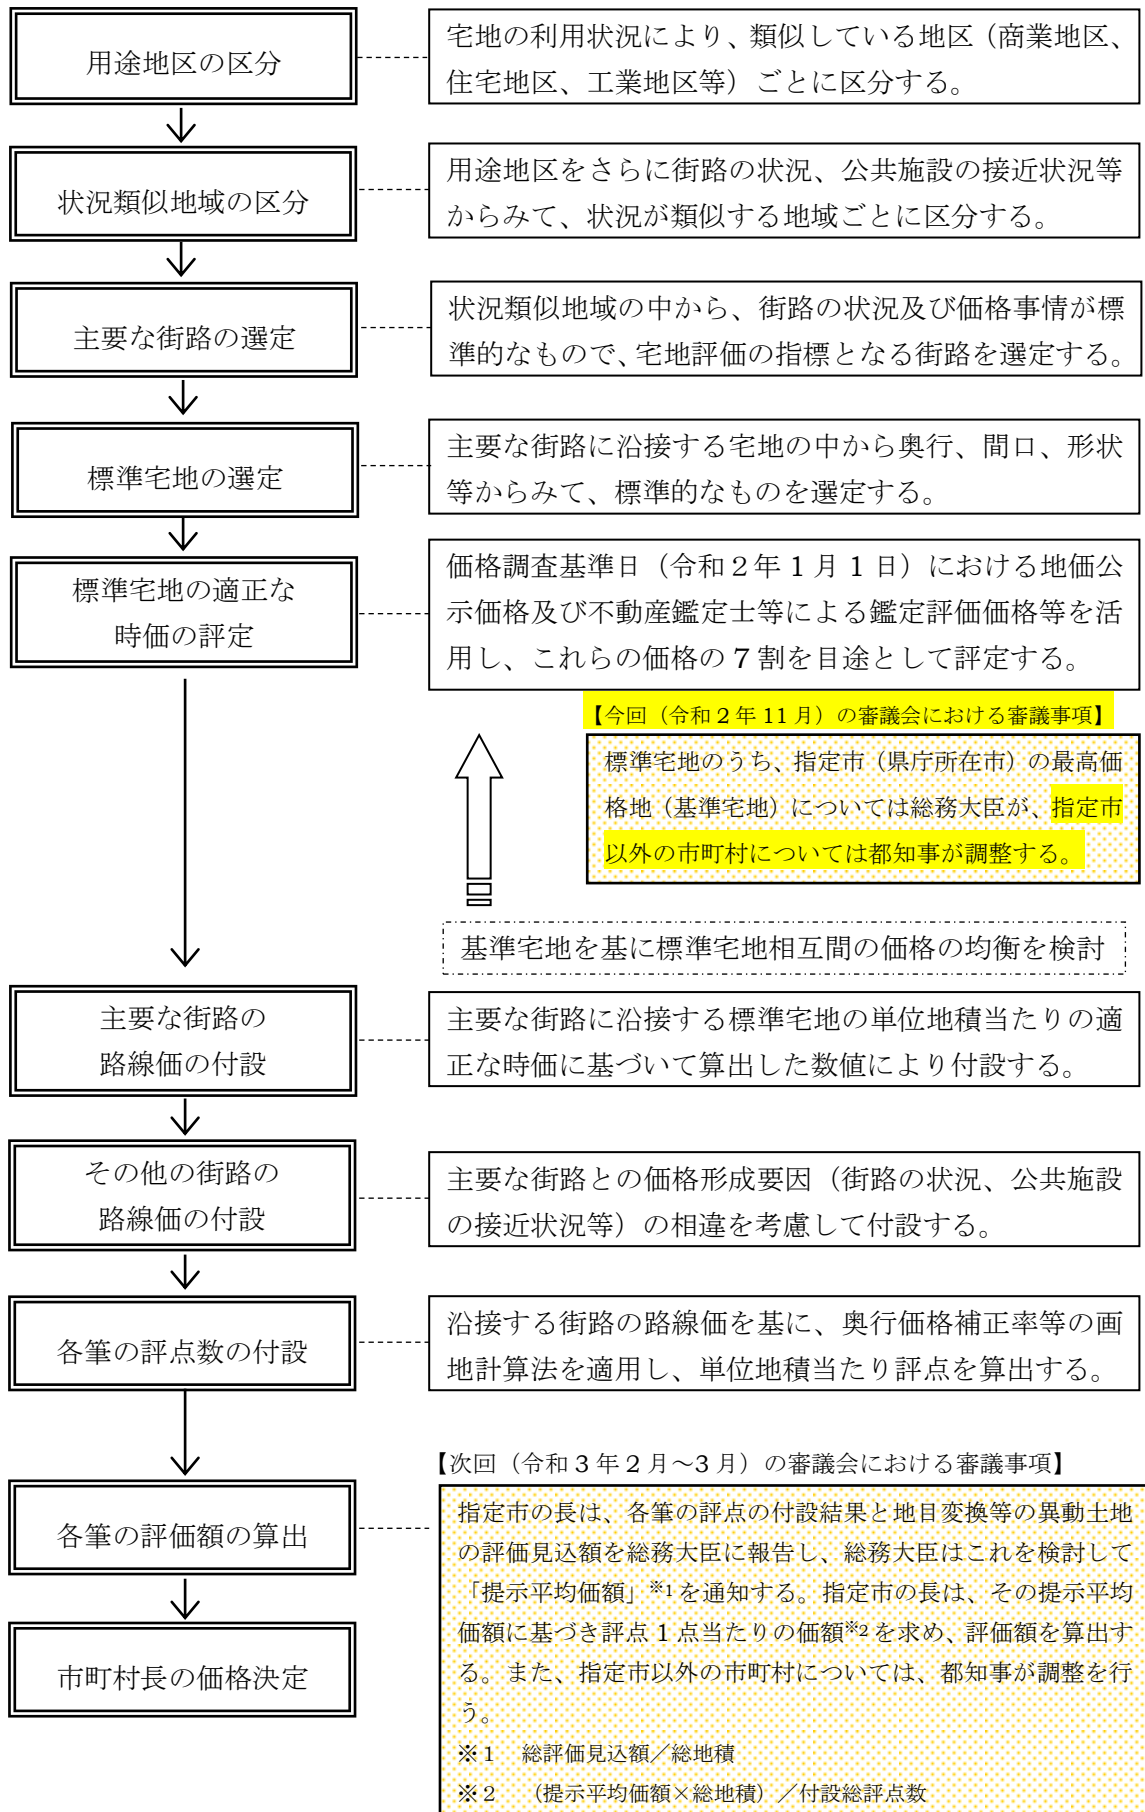 用途地区の区分
宅地の利用状況により、類似している地区（商業地区、
住宅地区、工業地区等）ごとに区分する。
状況類似地域の区分
用途地区をさらに街路の状況、公共施設の接近状況等
からみて、状況が類似する地域ごとに区分する。
主要な街路の選定
状況類似地域の中から、街路の状況及び価格事情が標
準的なもので、宅地評価の指標となる街路を選定する。
標準宅地の選定
主要な街路に沿接する宅地の中から奥行、間口、形状
等からみて、標準的なものを選定する。
標準宅地の適正な
時価の評定
価格調査基準日（令和２年１月１日）における地価公
示価格及び不動産鑑定士等による鑑定評価価格等を活
用し、これらの価格の７割を目途として評定する。
【今回（令和２年 11 月）の審議会における審議事項】
標準宅地のうち、指定市（県庁所在市）の最高価
格地（基準宅地）については総務大臣が、指定市
以外の市町村については都知事が調整する。
基準宅地を基に標準宅地相互間の価格の均衡を検討
主要な街路の
路線価の付設
主要な街路に沿接する標準宅地の単位地積当たりの適
正な時価に基づいて算出した数値により付設する。
その他の街路の
路線価の付設
主要な街路との価格形成要因（街路の状況、公共施設
の接近状況等）の相違を考慮して付設する。
各筆の評点数の付設
沿接する街路の路線価を基に、奥行価格補正率等の画
地計算法を適用し、単位地積当たり評点を算出する。
【次回（令和３年２月～３月）の審議会における審議事項】
各筆の評価額の算出
指定市の長は、各筆の評点の付設結果と地目変換等の異動土地
の評価見込額を総務大臣に報告し、総務大臣はこれを検討して
「提示平均価額」※1 を通知する。指定市の長は、その提示平均
価額に基づき評点 1 点当たりの価額※2 を求め、評価額を算出す
る。また、指定市以外の市町村については、都知事が調整を行
う。
※１　総評価見込額／総地積
※２　（提示平均価額×総地積）／付設総評点数
市町村長の価格決定